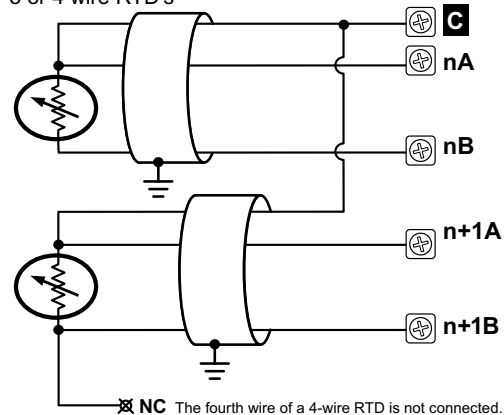 3 or 4-wire RTD's
C
nA
nB
n+1A
n+1B
NC The fourth wire of a 4-wire RTD is not connected.